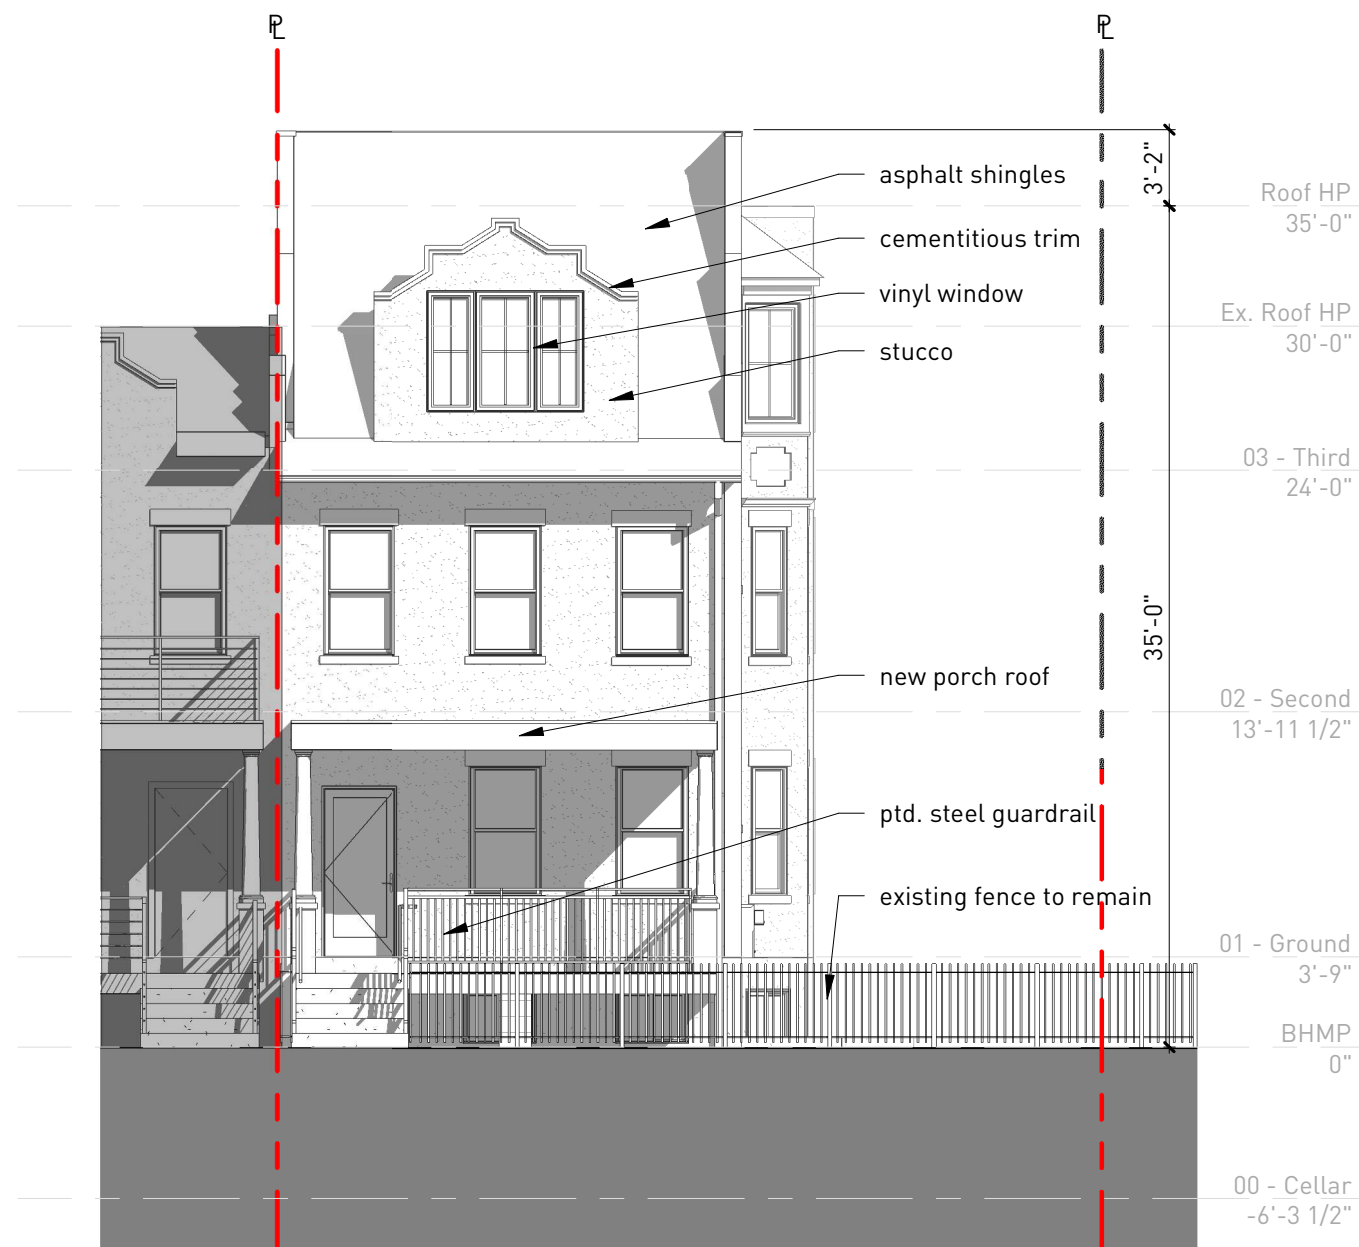 PL
PL
3'-2"
asphalt shingles
Roof HP
35'-0"
cementitious trim
vinyl window
Ex. Roof HP
30'-0"
stucco
03 - Third
24'-0"
35'-0"
new porch roof
02 - Second
13'-11 1/2"
ptd. steel guardrail
existing fence to remain
01 - Ground
3'-9"
BHMP
0"
00 - Cellar
-6'-3 1/2"